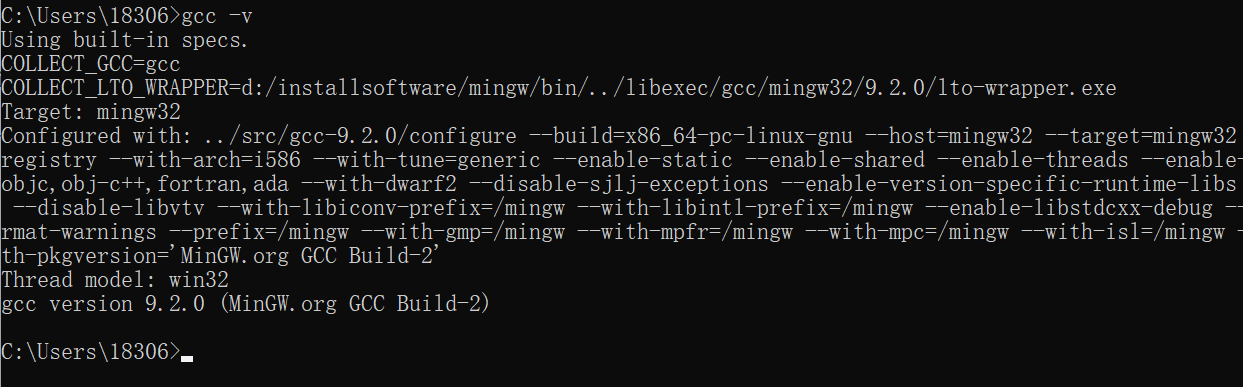 C:\Users\18306>gcc -v
Using built-in specs.
COLLECT_GCC=gcc
COLLECT_LTO_WRAPPER=d:/installsoftware/mingw/bin/../libexec/gcc/mingw32/9.2.0/lto-wrapper.exe
Target: mingw32
Configured with: ../src/gcc-9.2.0/configure --build=x86_64-pc-linux-gnu --host=mingw32 --target=mingw32
registry --with-arch=i586 --with-tune=generic --enable-static --enable-shared --enable-threads --enable-
objc,obj-c++,fortran,ada --with-dwarf2 --disable-sjlj-exceptions --enable-version-specific-runtime-libs
--disable-libvtv --with-libiconv-prefix=/mingw --with-libintl-prefix=/mingw --enable-libstdcxx-debug --
rmat-warnings --prefix=/mingw --with-gmp=/mingw --with-mpfr=/mingw --with-mpc=/mingw --with-isl=/mingw -
th-pkgversion='MinGW.org GCC Build-2'
Thread model: win32
gcc version 9.2.0 (MinGW.org GCC Build-2)
C:\Users\18306>